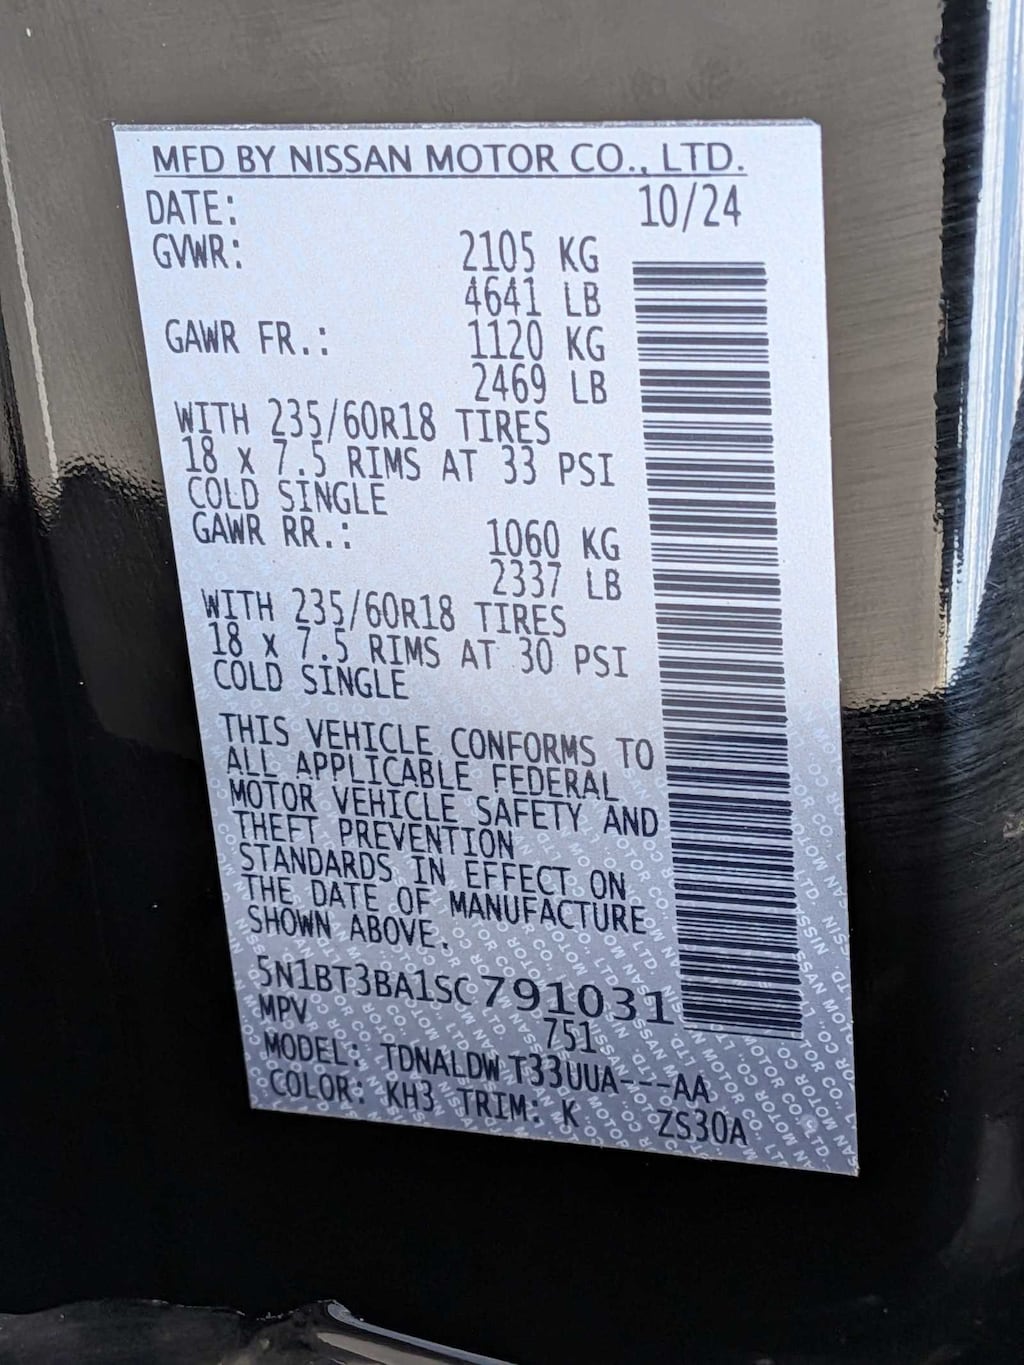 MFD BY NISSAN MOTOR CO., LTD.
DATE: 10/24
GVWR: 2105 KG
4641 LB
GAWR FR.: 1120 KG
2469 LB
WITH 235/60R18 TIRES
18 x 7.5 RIMS AT 33 PSI
COLD SINGLE
GAWR RR.: 1060 KG
2337 LB
WITH 235/60R18 TIRES
18 x 7.5 RIMS AT 30 PSI
COLD SINGLE
THIS VEHICLE CONFORMS TO
ALL APPLICABLE FEDERAL
MOTOR VEHICLE SAFETY AND
THEFT PREVENTION
STANDARDS IN EFFECT ON
THE DATE OF MANUFACTURE
SHOWN ABOVE.
5N1BT3BA1SC791031
MPV 751
MODEL: TDNALDW T33UUA---AA
COLOR: KH3 TRIM: K ZS30A